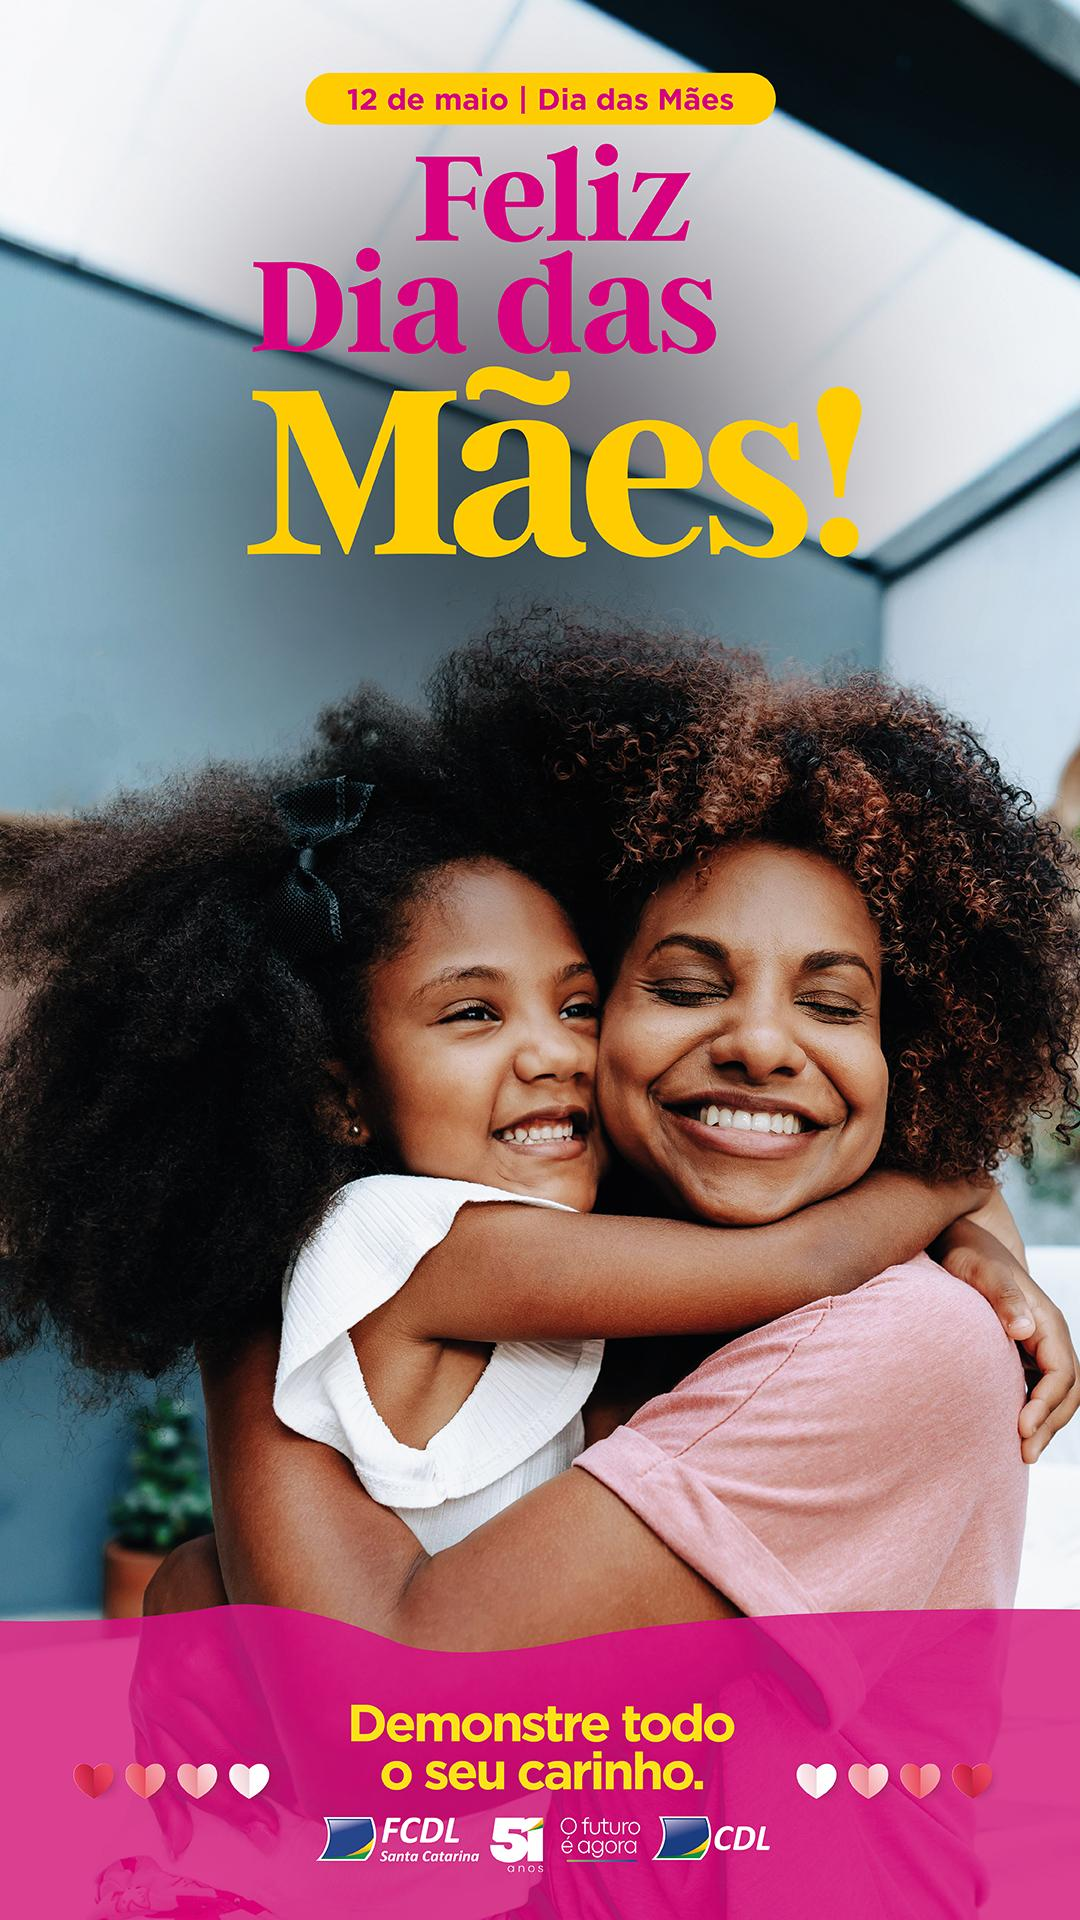 12 de maio | Dia das Mães
Feliz
Dia das
Mães!
Demonstre todo
o seu carinho.
FCDL
Santa Catarina
51
anos
O futuro
é agora
CDL